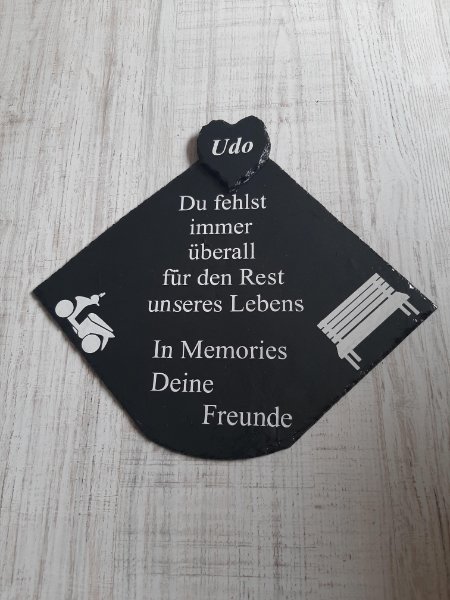 Udo
Du fehlst
immer
überall
für den Rest
unseres Lebens
In Memories
Deine
Freunde